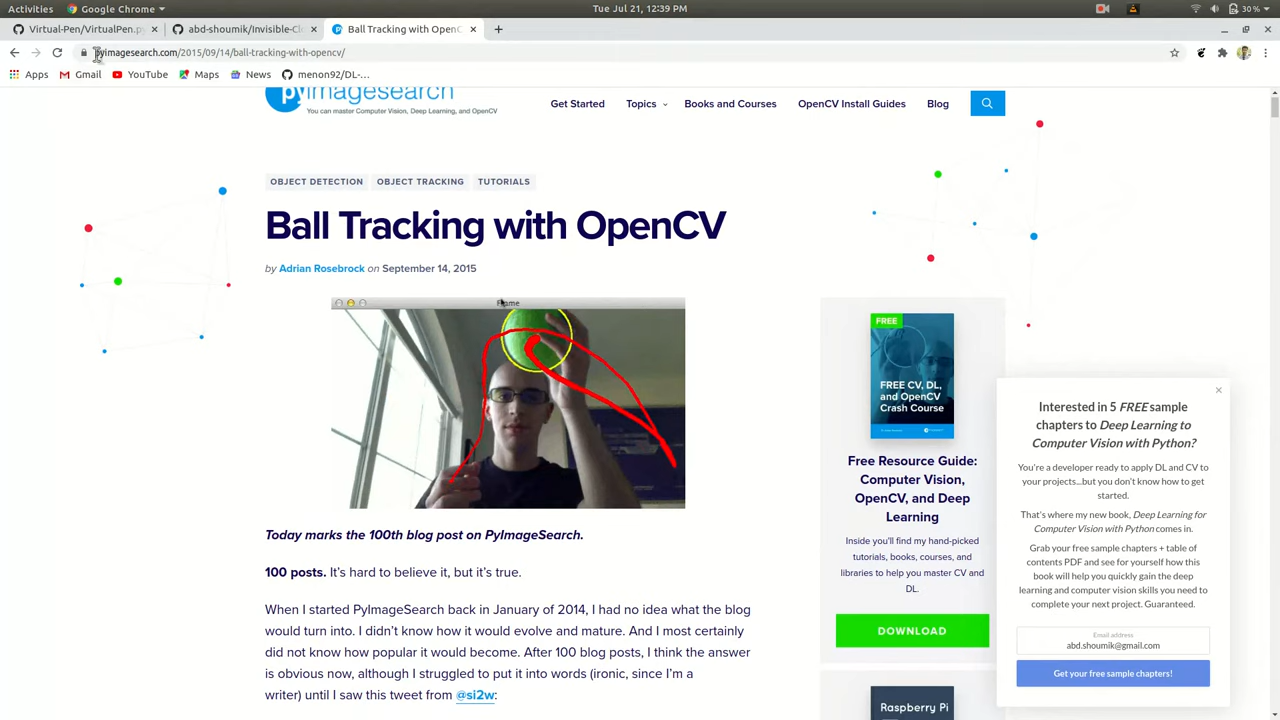 Activities Google Chrome Tue Jul 21, 12:39 PM 30%
Virtual-Pen/VirtualPen.py abd-shoumik/Invisible-Cl Ball Tracking with OpenC
pyimagesearch.com/2015/09/14/ball-tracking-with-opencv/
Apps Gmail YouTube Maps News menon92/DL-...
pyimagesearch
You can master Computer Vision, Deep Learning, and OpenCV
Get Started Topics Books and Courses OpenCV Install Guides Blog
OBJECT DETECTION OBJECT TRACKING TUTORIALS
Ball Tracking with OpenCV
by Adrian Rosebrock on September 14, 2015
Frame
Today marks the 100th blog post on PyImageSearch.
100 posts. It's hard to believe it, but it's true.
When I started PyImageSearch back in January of 2014, I had no idea what the blog
would turn into. I didn't know how it would evolve and mature. And I most certainly
did not know how popular it would become. After 100 blog posts, I think the answer
is obvious now, although I struggled to put it into words (ironic, since I'm a
writer) until I saw this tweet from @si2w:
FREE
FREE CV, DL,
and OpenCV
Crash Course
Free Resource Guide:
Computer Vision,
OpenCV, and Deep
Learning
Inside you'll find my hand-picked
tutorials, books, courses, and
libraries to help you master CV and
DL.
DOWNLOAD
Raspberry Pi
Interested in 5 FREE sample
chapters to Deep Learning to
Computer Vision with Python?
You're a developer ready to apply DL and CV to
your projects...but you don't know how to get
started.
That's where my new book, Deep Learning for
Computer Vision with Python comes in.
Grab your free sample chapters + table of
contents PDF and see for yourself how this
book will help you quickly gain the deep
learning and computer vision skills you need to
complete your next project. Guaranteed.
Email address
abd.shoumik@gmail.com
Get your free sample chapters!